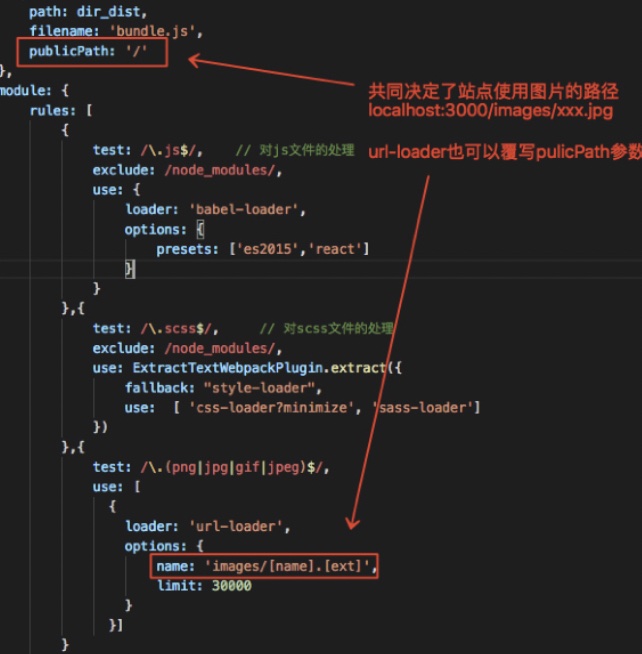 path: dir_dist,
filename: 'bundle.js',
publicPath: '/'
},
共同决定了站点使用图片的路径
localhost:3000/images/xxx.jpg
module: {
rules: [
{
test: /\.js$/,    // 对js文件的处理
url-loader也可以覆写pulicPath参数
exclude: /node_modules/,
use: {
loader: 'babel-loader',
options: {
presets: ['es2015','react']
}
}
},{
test: /\.scss$/,    // 对scss文件的处理
exclude: /node_modules/,
use: ExtractTextWebpackPlugin.extract({
fallback: "style-loader",
use:  [ 'css-loader?minimize', 'sass-loader']
})
},{
test: /\.(png|jpg|gif|jpeg)$/,
use: [
{
loader: 'url-loader',
options: {
name: 'images/[name].[ext]',
limit: 30000
}
}]
}